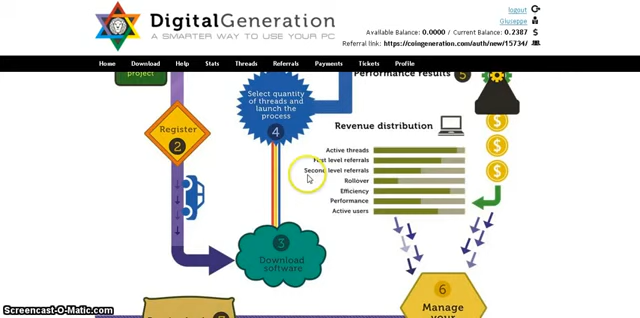 logout
DigitalGeneration
Giuseppe
A SMARTER WAY TO USE YOUR PC
Available Balance: 0.0000 / Current Balance: 0.2387
Referral link: https://coingeneration.com/auth/new/15734/
Home Download Help Stats Threads Referrals Payments Tickets Profile
project
Performance results 5
Select quantity
of threads and
launch the
process
4
Register
2
Revenue distribution
Active threads
First level referrals
Second level referrals
Rollover
Efficiency
Performance
Active users
3
Download
software
6
Manage
your
Screencast-O-Matic.com